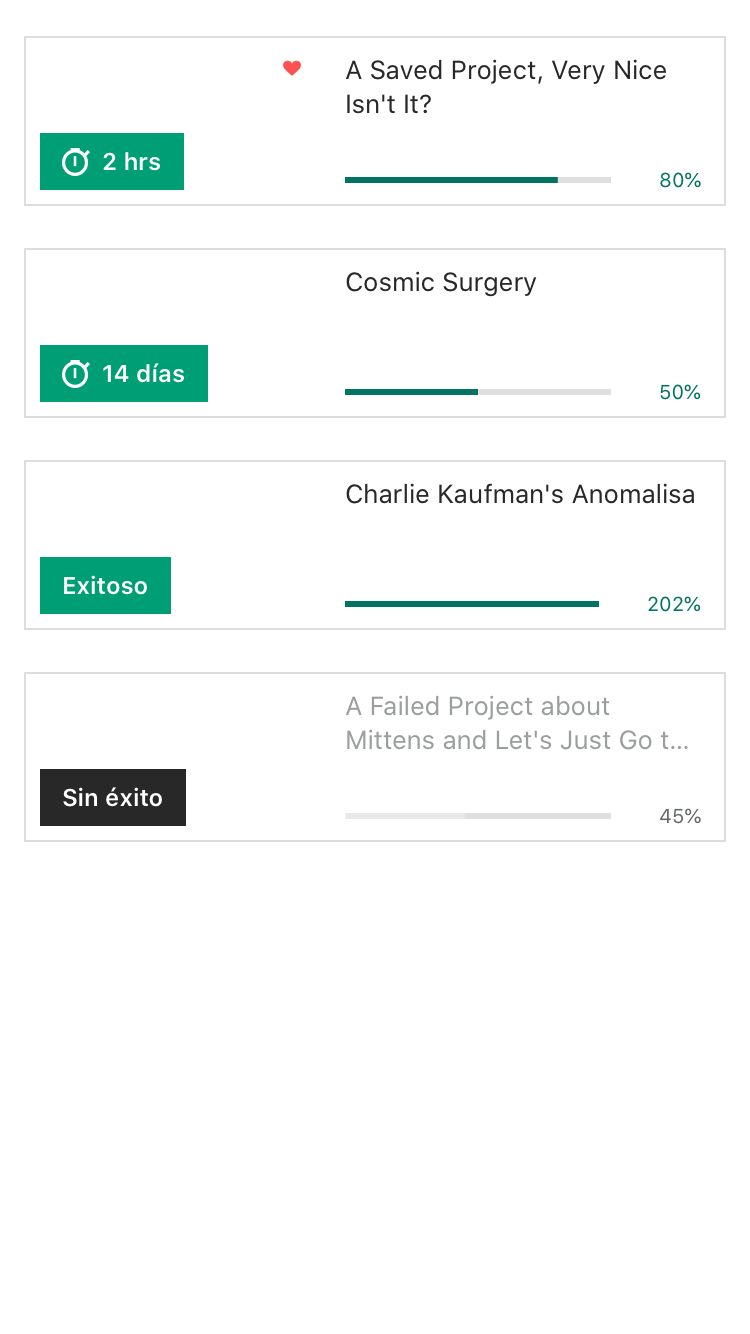 A Saved Project, Very Nice
Isn't It?
2 hrs
80%
Cosmic Surgery
14 días
50%
Charlie Kaufman's Anomalisa
Exitoso
202%
A Failed Project about
Mittens and Let's Just Go t...
Sin éxito
45%